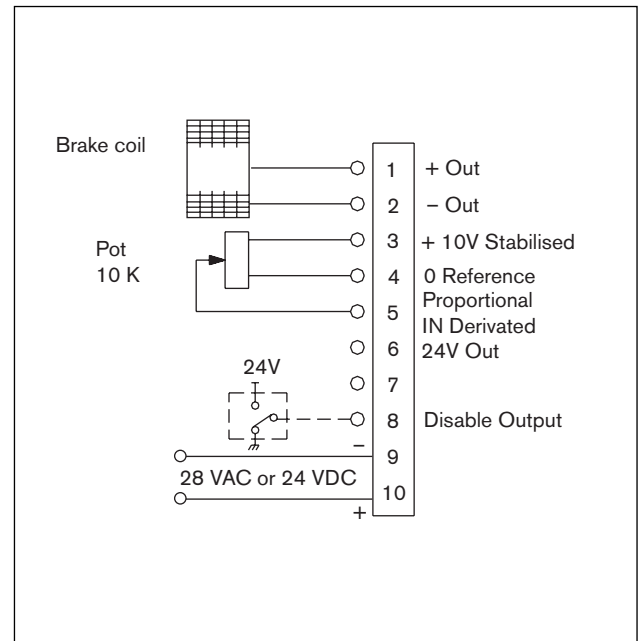 Brake coil
Pot
10 K
24V
28 VAC or 24 VDC
1 + Out
2 – Out
3 + 10V Stabilised
4 0 Reference
Proportional
5
IN Derivated
6 24V Out
7
8 Disable Output
–
9
10
+